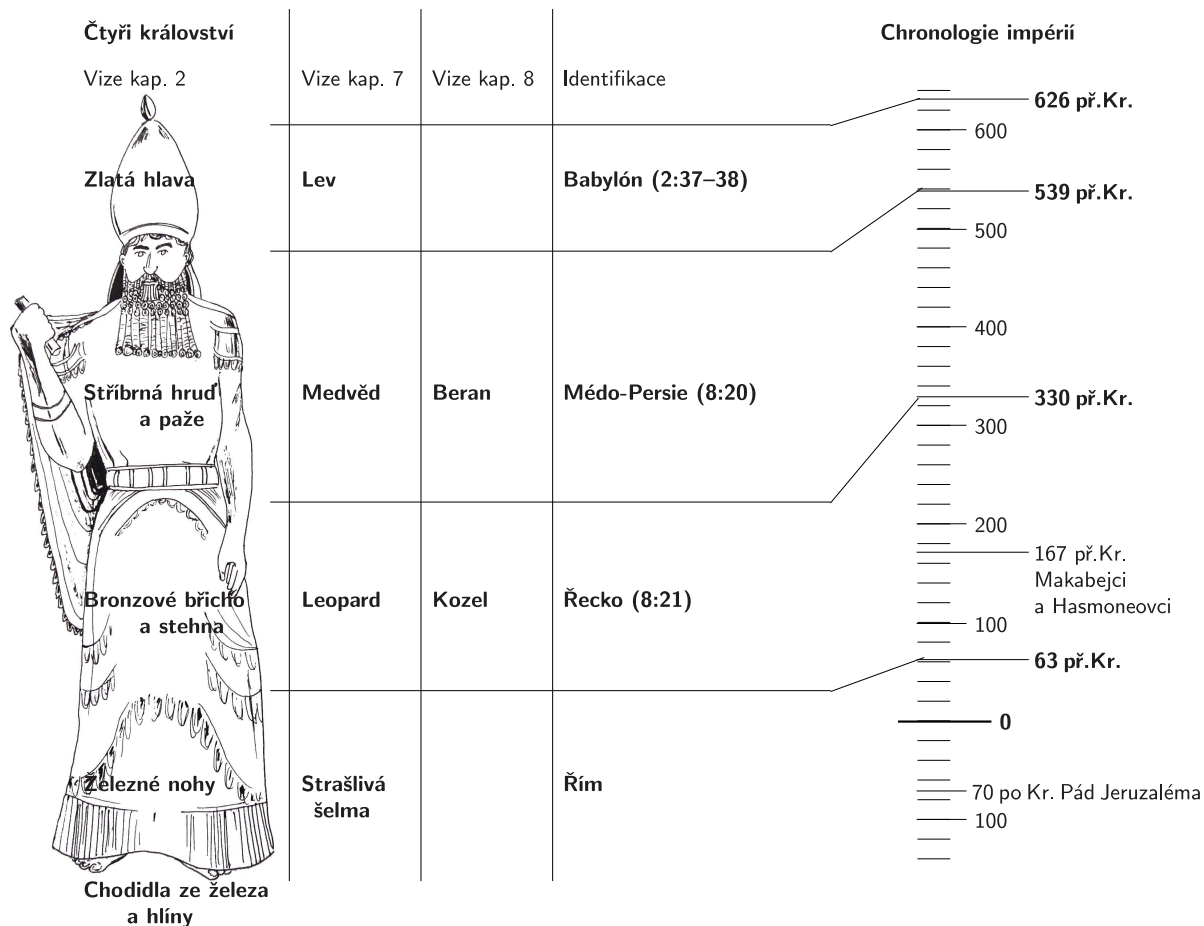 Čtyři království
Chronologie impérií
Vize kap. 2
Vize kap. 7
Vize kap. 8
Identifikace
626 př.Kr.
600
Zlatá hlava
Lev
Babylón (2:37–38)
539 př.Kr.
500
400
Stříbrná hruď
a paže
Medvěd
Beran
Médo-Persie (8:20)
330 př.Kr.
300
200
167 př.Kr.
Makabejci
a Hasmoneovci
Bronzové břicho
a stehna
Leopard
Kozel
Řecko (8:21)
100
63 př.Kr.
0
Železné nohy
Strašlivá
šelma
Řím
70 po Kr. Pád Jeruzaléma
100
Chodidla ze železa
a hlíny